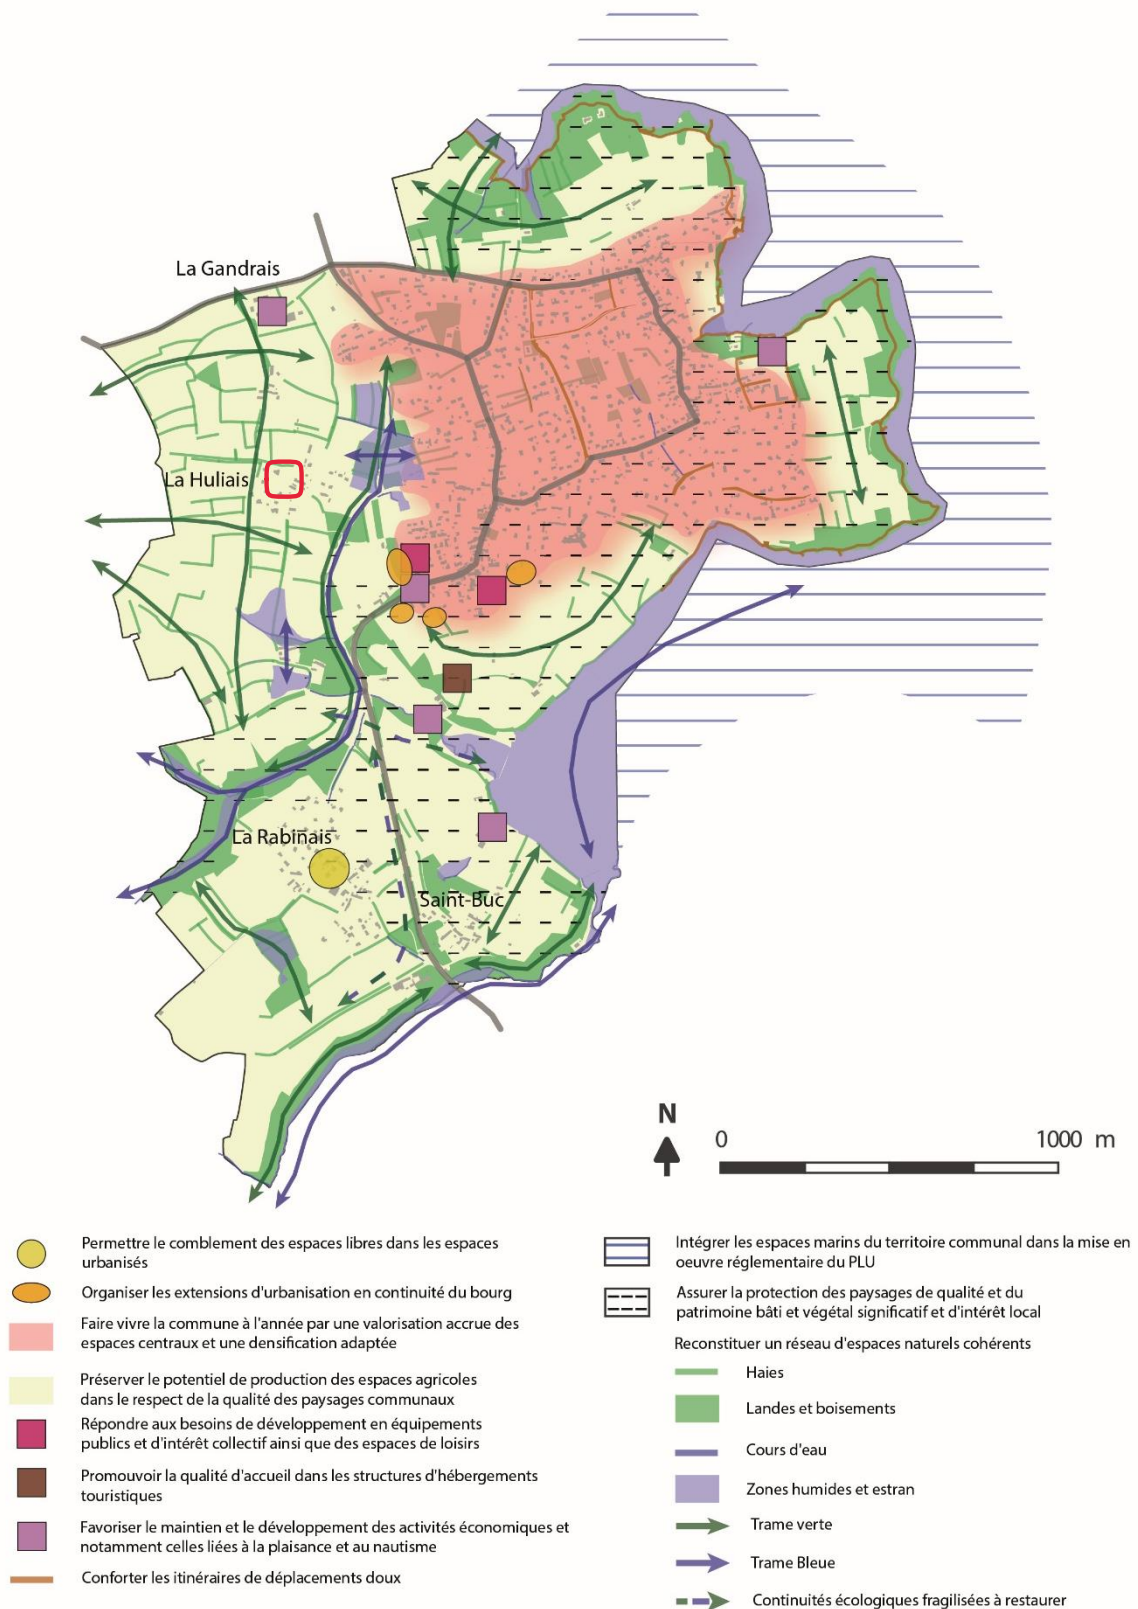 La Gandrais
La Huliais
La Rabinais
Saint-Buc
N
0 1000 m
Permettre le comblement des espaces libres dans les espaces
urbanisés
Organiser les extensions d'urbanisation en continuité du bourg
Faire vivre la commune à l'année par une valorisation accrue des
espaces centraux et une densification adaptée
Préserver le potentiel de production des espaces agricoles
dans le respect de la qualité des paysages communaux
Répondre aux besoins de développement en équipements
publics et d'intérêt collectif ainsi que des espaces de loisirs
Promouvoir la qualité d'accueil dans les structures d'hébergements
touristiques
Favoriser le maintien et le développement des activités économiques et
notamment celles liées à la plaisance et au nautisme
Conforter les itinéraires de déplacements doux
Intégrer les espaces marins du territoire communal dans la mise en
oeuvre réglementaire du PLU
Assurer la protection des paysages de qualité et du
patrimoine bâti et végétal significatif et d'intérêt local
Reconstituer un réseau d'espaces naturels cohérents
Haies
Landes et boisements
Cours d'eau
Zones humides et estran
Trame verte
Trame Bleue
Continuités écologiques fragilisées à restaurer